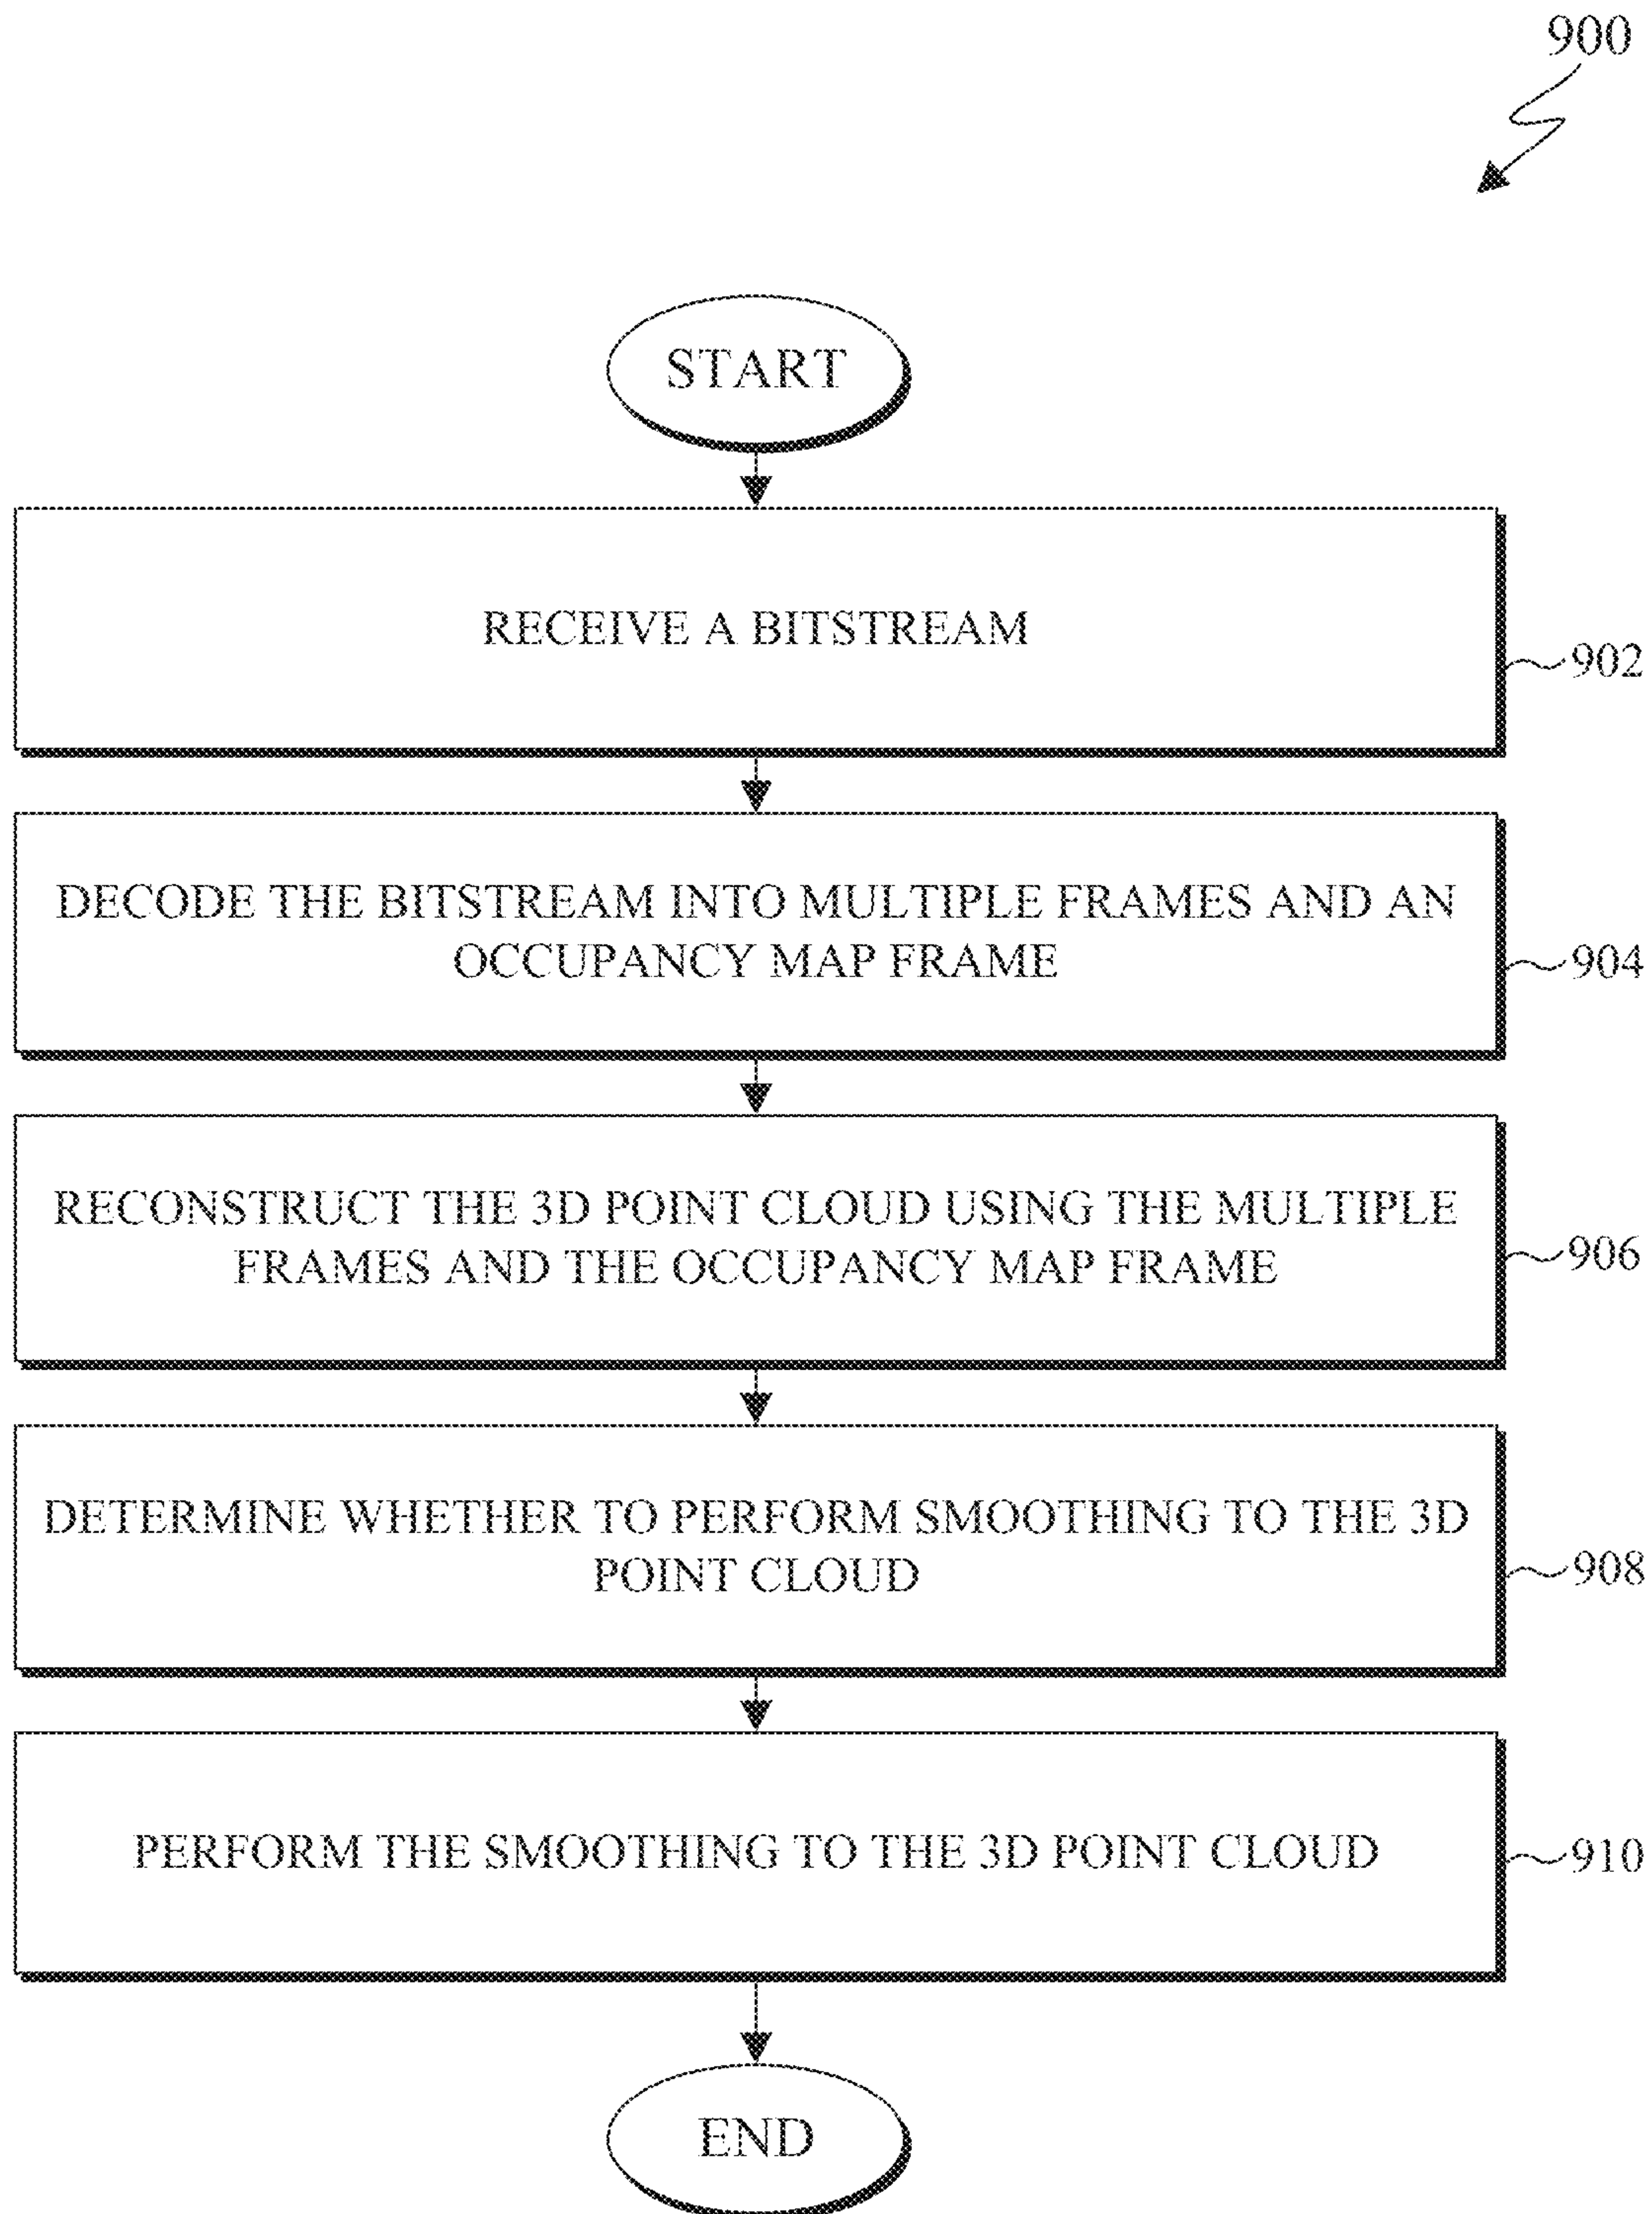 900
START
RECEIVE A BITSTREAM
902
DECODE THE BITSTREAM INTO MULTIPLE FRAMES AND AN
OCCUPANCY MAP FRAME
904
RECONSTRUCT THE 3D POINT CLOUD USING THE MULTIPLE
FRAMES AND THE OCCUPANCY MAP FRAME
906
DETERMINE WHETHER TO PERFORM SMOOTHING TO THE 3D
POINT CLOUD
908
PERFORM THE SMOOTHING TO THE 3D POINT CLOUD
910
END